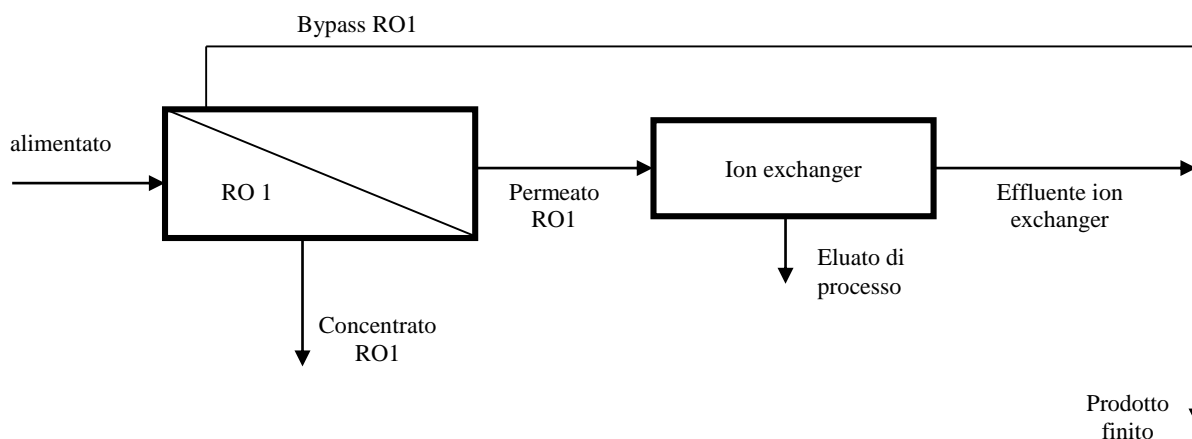 Bypass RO1
alimentato
RO 1
Permeato
RO1
Ion exchanger
Effluente ion
exchanger
Eluato di
processo
Concentrato
RO1
Prodotto
finito